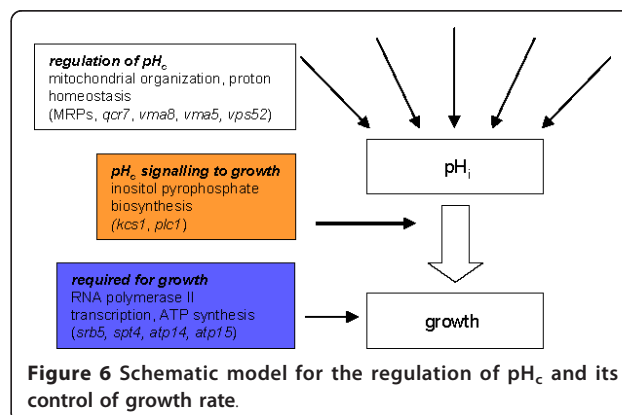 regulation of pHc
mitochondrial organization, proton
homeostasis
(MRPs, qcr7, vma8, vma5, vps52)
pHi
pHc signalling to growth
inositol pyrophosphate
biosynthesis
(kcs1, plc1)
required for growth
RNA polymerase II
transcription, ATP synthesis
(srb5, spt4, atp14, atp15)
growth
Figure 6 Schematic model for the regulation of pHc and its
control of growth rate.